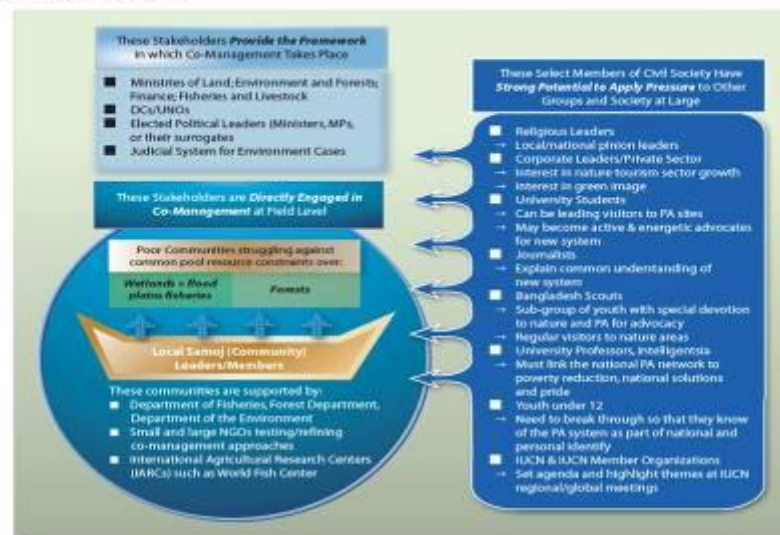 These Stakeholders Provide the Framework
in which Co-Management Takes Place
■ Ministries of Land; Environment and Forests;
Finance; Fisheries and Livestock
■ DCs/UNOs
■ Elected Political Leaders (Ministers, MPs,
or their surrogates
■ Judicial System for Environment Cases
These Stakeholders are Directly Engaged in
Co-Management at Field Level
Poor Communities struggling against
common pool resource constraints over:
Wetlands + flood
plains fisheries
Forests
Local Samoj (Community)
Leaders/Members
These communities are supported by:
■ Department of Fisheries, Forest Department,
Department of the Environment
■ Small and large NGOs testing/refining
co-management approaches
■ International Agricultural Research Centers
(IARCs) such as World Fish Center
These Select Members of Civil Society Have
Strong Potential to Apply Pressure to Other
Groups and Society at Large
■ Religious Leaders
→ Local/national pinion leaders
■ Corporate Leaders/Private Sector
→ Interest in nature tourism sector growth
→ Interest in green image
■ University Students
→ Can be leading visitors to PA sites
→ May become active & energetic advocates
for new system
■ Journalists
→ Explain common understanding of
new system
■ Bangladesh Scouts
→ Sub-group of youth with special devotion
to nature and PA for advocacy
→ Regular visitors to nature areas
■ University Professors, Intelligentsia
→ Must link the national PA network to
poverty reduction, national solutions
and pride
■ Youth under 12
→ Need to break through so that they know
of the PA system as part of national and
personal identify
■ IUCN & IUCN Member Organizations
→ Set agenda and highlight themes at IUCN
regional/global meetings